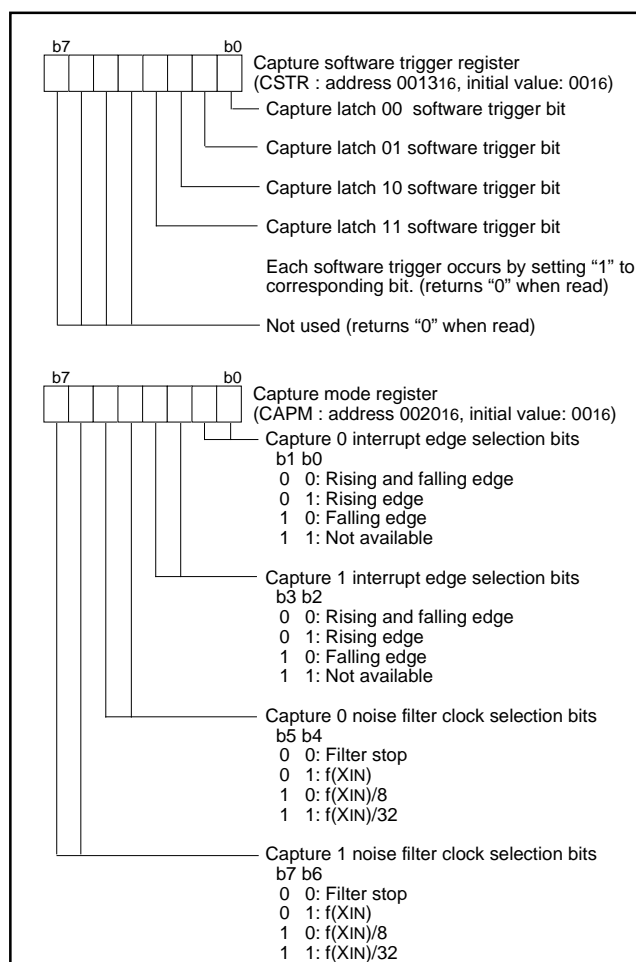 b7 b0
Capture software trigger register
(CSTR : address 001316, initial value: 0016)
Capture latch 00 software trigger bit
Capture latch 01 software trigger bit
Capture latch 10 software trigger bit
Capture latch 11 software trigger bit
Each software trigger occurs by setting “1” to
corresponding bit. (returns “0” when read)
Not used (returns “0” when read)
b7 b0
Capture mode register
(CAPM : address 002016, initial value: 0016)
Capture 0 interrupt edge selection bits
b1 b0
0 0: Rising and falling edge
0 1: Rising edge
1 0: Falling edge
1 1: Not available
Capture 1 interrupt edge selection bits
b3 b2
0 0: Rising and falling edge
0 1: Rising edge
1 0: Falling edge
1 1: Not available
Capture 0 noise filter clock selection bits
b5 b4
0 0: Filter stop
0 1: f(XIN)
1 0: f(XIN)/8
1 1: f(XIN)/32
Capture 1 noise filter clock selection bits
b7 b6
0 0: Filter stop
0 1: f(XIN)
1 0: f(XIN)/8
1 1: f(XIN)/32